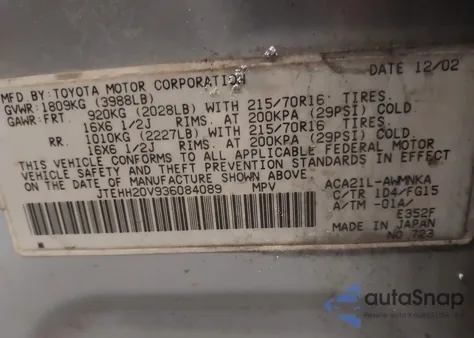 MFD BY: TOYOTA MOTOR CORPORATION DATE 12/02
GVWR: 1809KG (3988LB)
GAWR: FRT. 920KG (2028LB) WITH 215/70R16 TIRES.
16X6 1/2J RIMS. AT 200KPA (29PSI) COLD.
RR. 1010KG (2227LB) WITH 215/70R16 TIRES.
16X6 1/2J RIMS. AT 200KPA (29PSI) COLD.
THIS VEHICLE CONFORMS TO ALL APPLICABLE FEDERAL MOTOR
VEHICLE SAFETY AND THEFT PREVENTION STANDARDS IN EFFECT
ON THE DATE OF MANUFACTURE SHOWN ABOVE.
JTEHH20V936084089 MPV ACA21L-AWMNKA
C/TR 1D4/FG15
A/TM -01A/
E352F
MADE IN JAPAN
NO 723
autoSnap